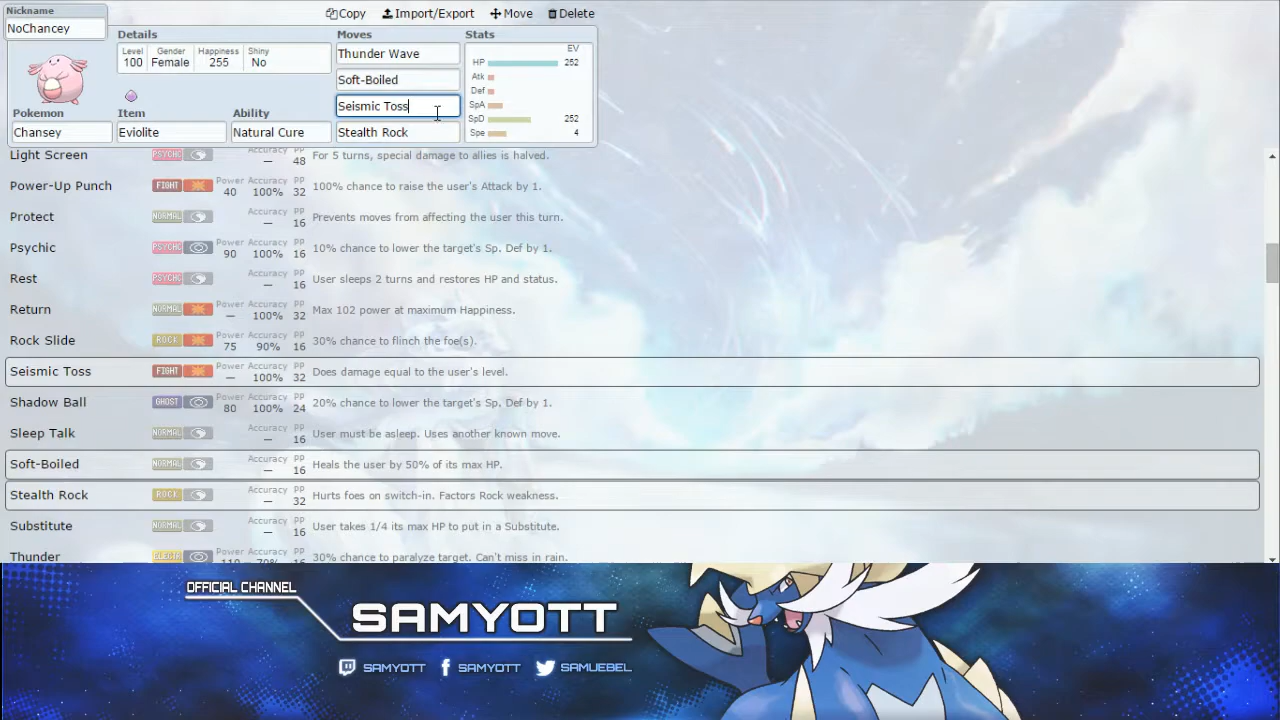 Nickname
NoChancey
Copy Import/Export Move Delete
Details
Level Gender Happiness Shiny
100 Female 255 No
Pokemon Item Ability
Chansey Eviolite Natural Cure
Moves
Thunder Wave
Soft-Boiled
Seismic Toss
Stealth Rock
Stats
EV
HP 252
Atk
Def
SpA
SpD 252
Spe 4
Light Screen PSYCHC Accuracy — PP 48 For 5 turns, special damage to allies is halved.
Power-Up Punch FIGHT Power 40 Accuracy 100% PP 32 100% chance to raise the user's Attack by 1.
Protect NORMAL Accuracy — PP 16 Prevents moves from affecting the user this turn.
Psychic PSYCHC Power 90 Accuracy 100% PP 16 10% chance to lower the target's Sp. Def by 1.
Rest PSYCHC Accuracy — PP 16 User sleeps 2 turns and restores HP and status.
Return NORMAL Power — Accuracy 100% PP 32 Max 102 power at maximum Happiness.
Rock Slide ROCK Power 75 Accuracy 90% PP 16 30% chance to flinch the foe(s).
Seismic Toss FIGHT Power — Accuracy 100% PP 32 Does damage equal to the user's level.
Shadow Ball GHOST Power 80 Accuracy 100% PP 24 20% chance to lower the target's Sp. Def by 1.
Sleep Talk NORMAL Accuracy — PP 16 User must be asleep. Uses another known move.
Soft-Boiled NORMAL Accuracy — PP 16 Heals the user by 50% of its max HP.
Stealth Rock ROCK Accuracy — PP 32 Hurts foes on switch-in. Factors Rock weakness.
Substitute NORMAL Accuracy — PP 16 User takes 1/4 its max HP to put in a Substitute.
Thunder ELECTR Power 110 Accuracy 70% PP 16 30% chance to paralyze target. Can't miss in rain.
OFFICIAL CHANNEL
SAMYOTT
SAMYOTT SAMYOTT SAMUEBEL